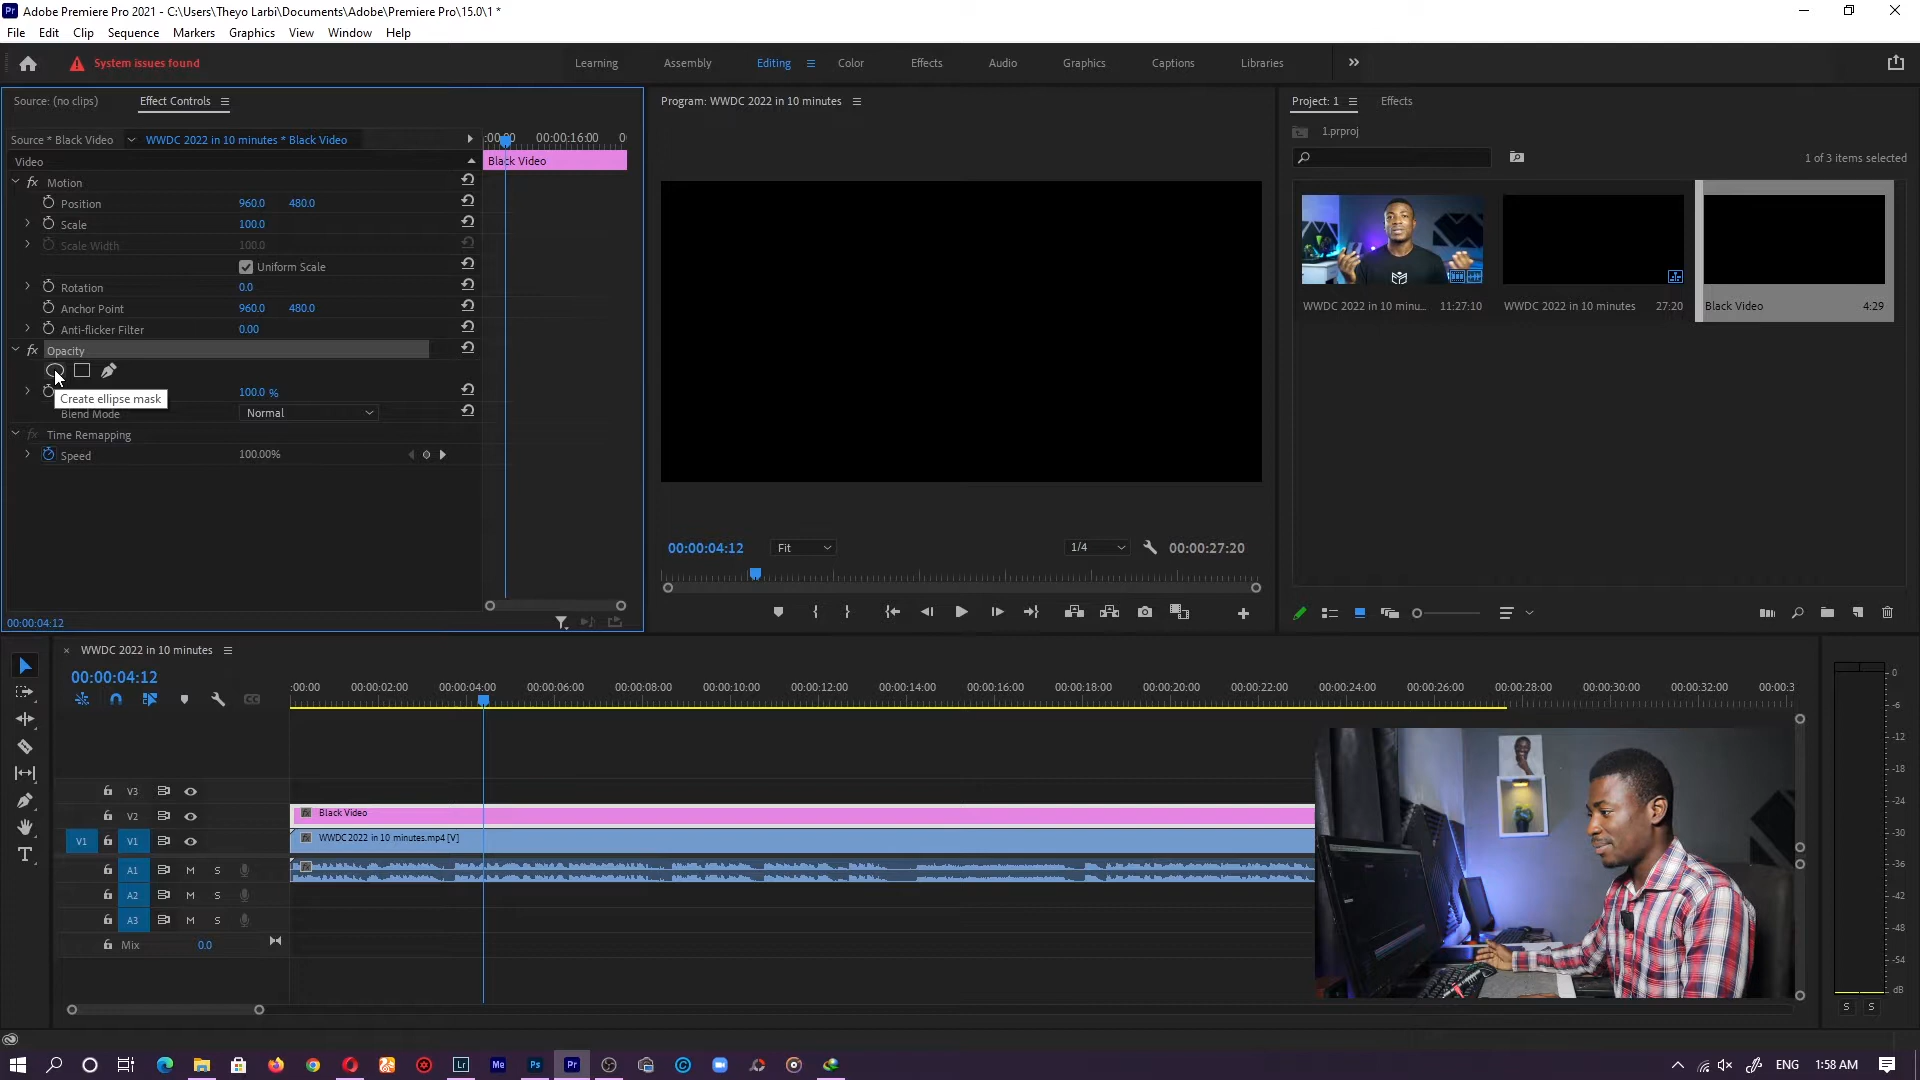 Adobe Premiere Pro 2021 - C:\Users\Theyo Larbi\Documents\Adobe\Premiere Pro\15.0\1 *
File Edit Clip Sequence Markers Graphics View Window Help
System issues found
Learning Assembly Editing Color Effects Audio Graphics Captions Libraries
Source: (no clips) Effect Controls
Program: WWDC 2022 in 10 minutes
Project: 1 Effects
Source * Black Video WWDC 2022 in 10 minutes * Black Video
:00:00 00:00:16:00 0
1.prproj
Video
Black Video
1 of 3 items selected
Motion
Position 960.0 480.0
Scale 100.0
Scale Width 100.0
Uniform Scale
Rotation 0.0
Anchor Point 960.0 480.0
Anti-flicker Filter 0.00
WWDC 2022 in 10 minu... 11:27:10
WWDC 2022 in 10 minutes 27:20
Black Video 4:29
Opacity
Create ellipse mask
100.0 %
Blend Mode Normal
Time Remapping
Speed 100.00%
00:00:04:12 Fit 1/4 00:00:27:20
00:00:04:12
WWDC 2022 in 10 minutes
00:00:04:12
:00:00 00:00:02:00 00:00:04:00 00:00:06:00 00:00:08:00 00:00:10:00 00:00:12:00 00:00:14:00 00:00:16:00 00:00:18:00 00:00:20:00 00:00:22:00 00:00:24:00 00:00:26:00 00:00:28:00 00:00:30:00 00:00:32:00 00:00:3
V3
V2 Black Video
V1 V1 WWDC 2022 in 10 minutes.mp4 [V]
A1 M S
A2 M S
A3 M S
Mix 0.0
0
-6
-12
-18
-24
-30
-36
-42
-48
-54
dB
S S
ENG 1:58 AM